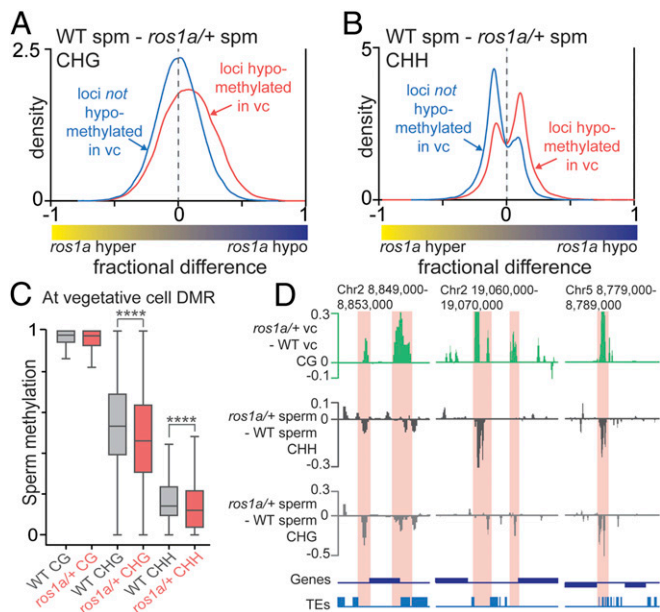 A
WT spm - ros1a/+ spm
CHG
2.5
density
0
loci not
hypo-
methylated
in vc
loci hypo-
methylated
in vc
-1
0
1
ros1a hyper
ros1a hypo
fractional difference
B
WT spm - ros1a/+ spm
CHH
5
density
0
loci not
hypo-
methylated
in vc
loci hypo-
methylated
in vc
-1
0
1
ros1a hyper
ros1a hypo
fractional difference
C
At vegetative cell DMR
Sperm methylation
1
0
****
****
WT CG
ros1a/+ CG
WT CHG
ros1a/+ CHG
WT CHH
ros1a/+ CHH
D
Chr2 8,849,000-
8,853,000
Chr2 19,060,000-
19,070,000
Chr5 8,779,000-
8,789,000
ros1a/+ vc
- WT vc
CG
0.3
0
-0.1
ros1a/+ sperm
- WT sperm
CHH
0.1
0
-0.3
ros1a/+ sperm
- WT sperm
CHG
0.3
0
-0.5
Genes
TEs